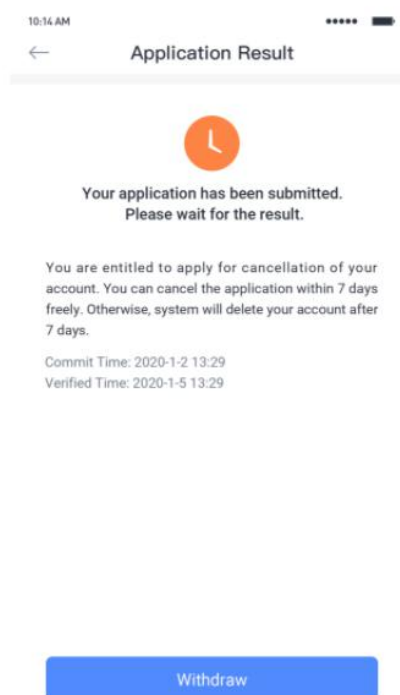 10:14 AM
Application Result
Your application has been submitted.
Please wait for the result.
You are entitled to apply for cancellation of your
account. You can cancel the application within 7 days
freely. Otherwise, system will delete your account after
7 days.
Commit Time: 2020-1-2 13:29
Verified Time: 2020-1-5 13:29
Withdraw